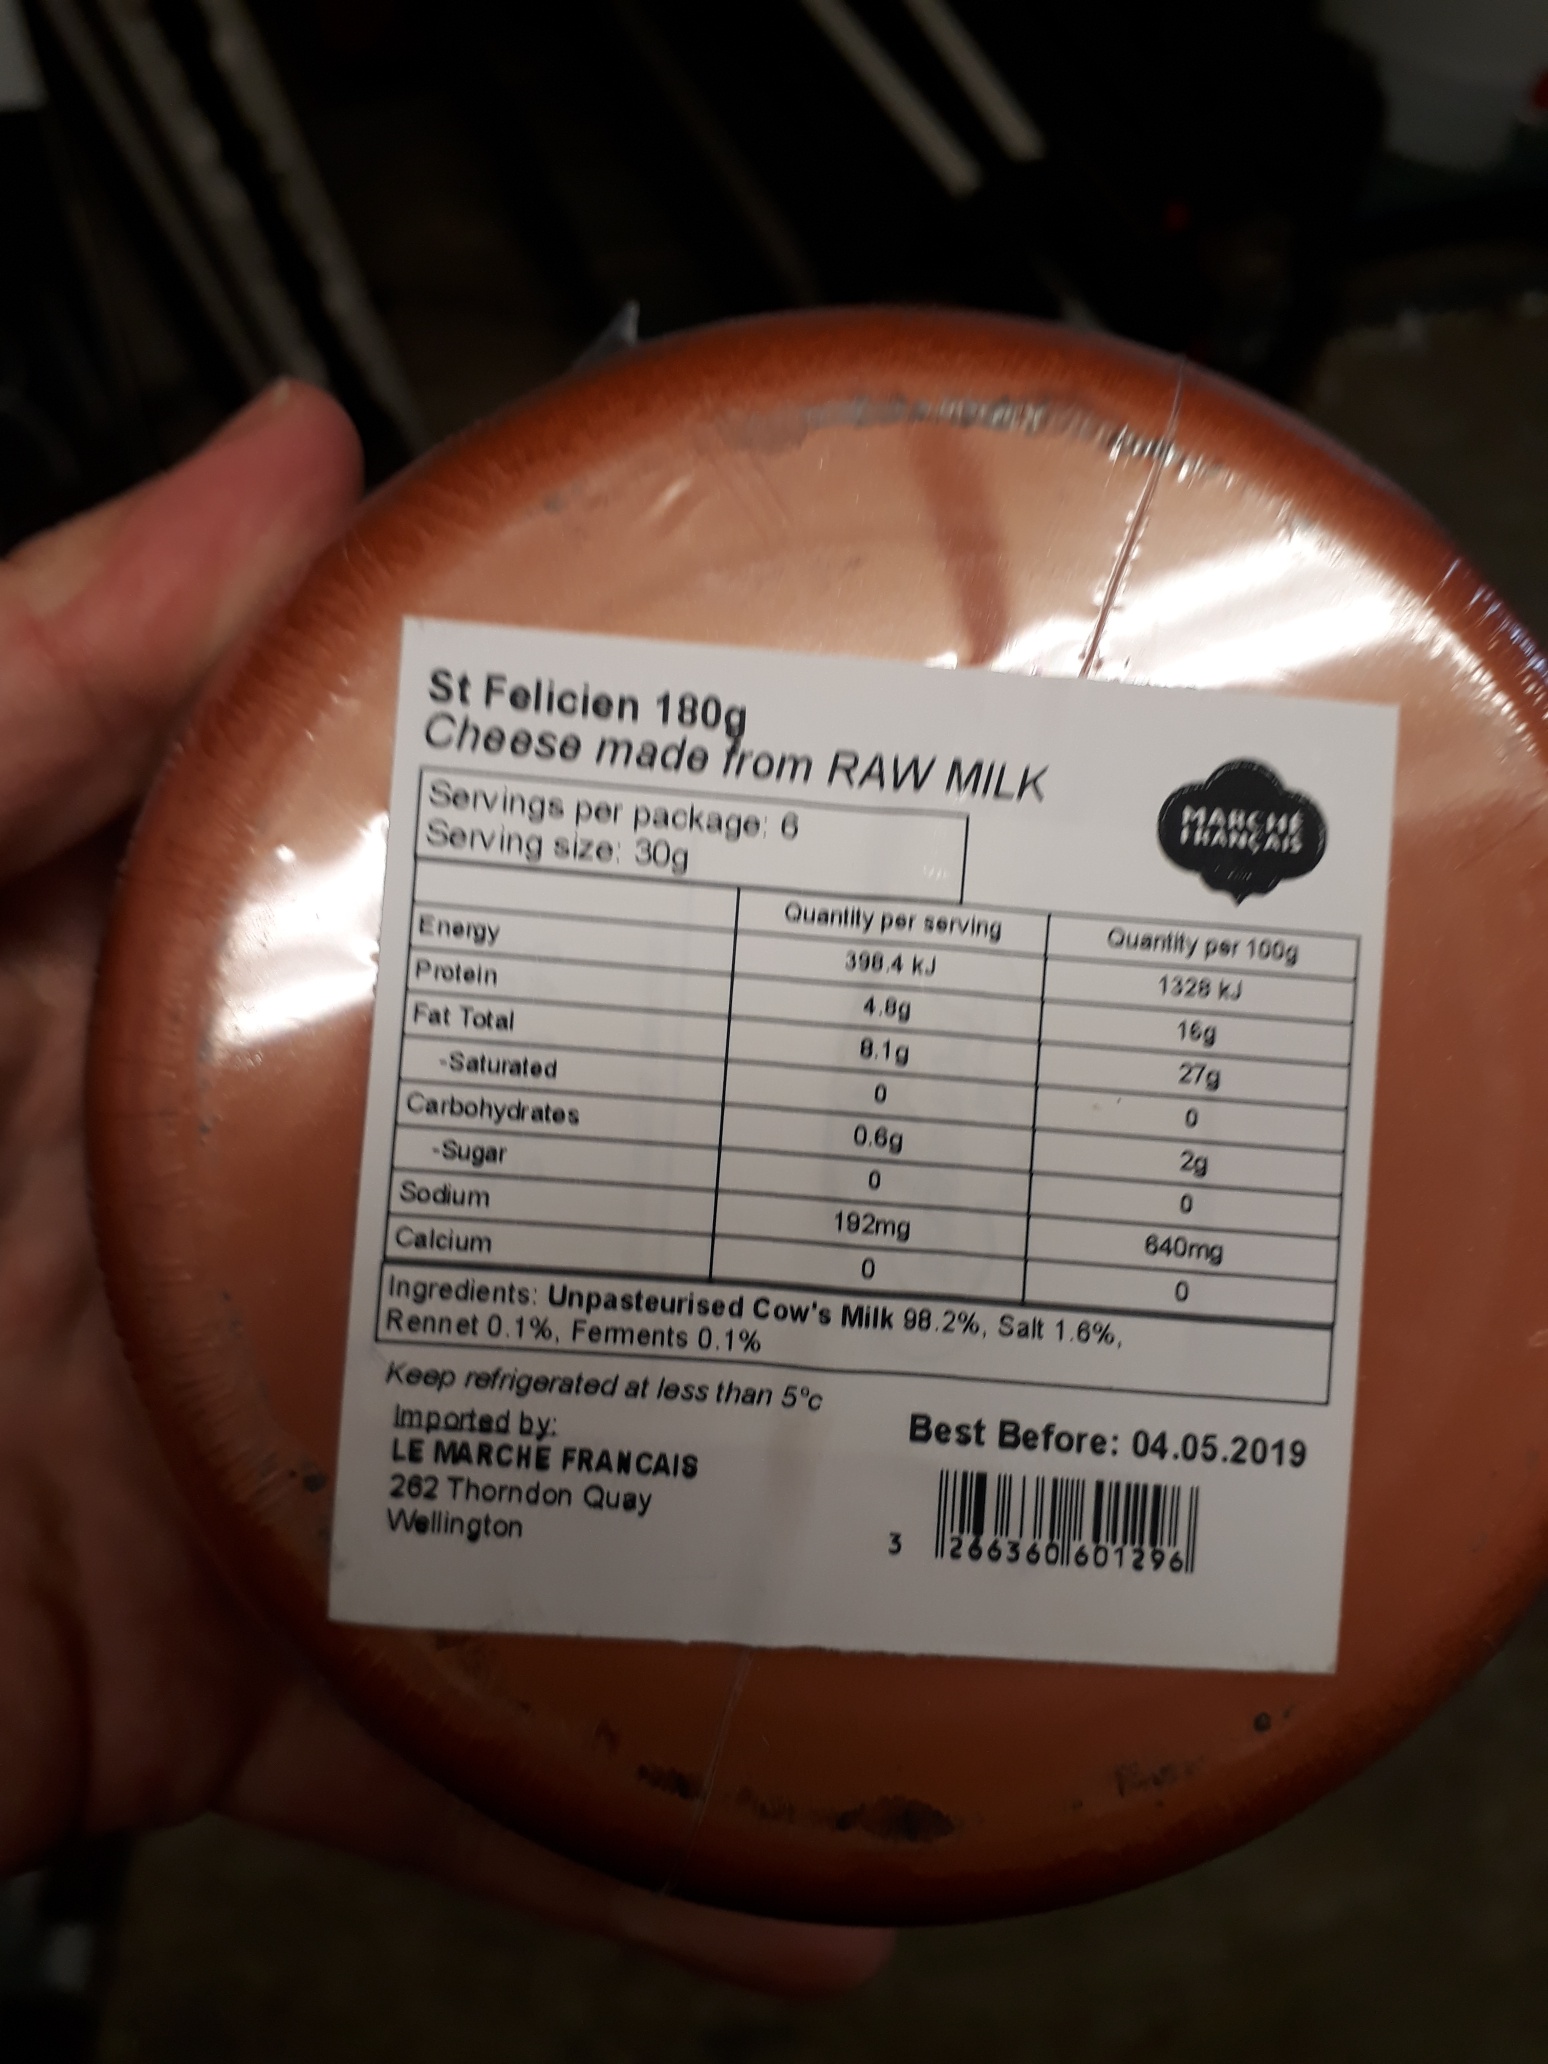 St Felicien 180g
Cheese made from RAW MILK
MARCHÉ
FRANÇAIS
Servings per package: 6
Serving size: 30g
Quantity per serving Quantity per 100g
Energy 398.4 kJ 1328 kJ
Protein 4.8g 16g
Fat Total 8.1g 27g
-Saturated 0 0
Carbohydrates 0.6g 2g
-Sugar 0 0
Sodium 192mg 640mg
Calcium 0 0
Ingredients: Unpasteurised Cow's Milk 98.2%, Salt 1.6%,
Rennet 0.1%, Ferments 0.1%
Keep refrigerated at less than 5°c
Imported by:
LE MARCHE FRANCAIS
262 Thorndon Quay
Wellington
Best Before: 04.05.2019
3 266360 601296